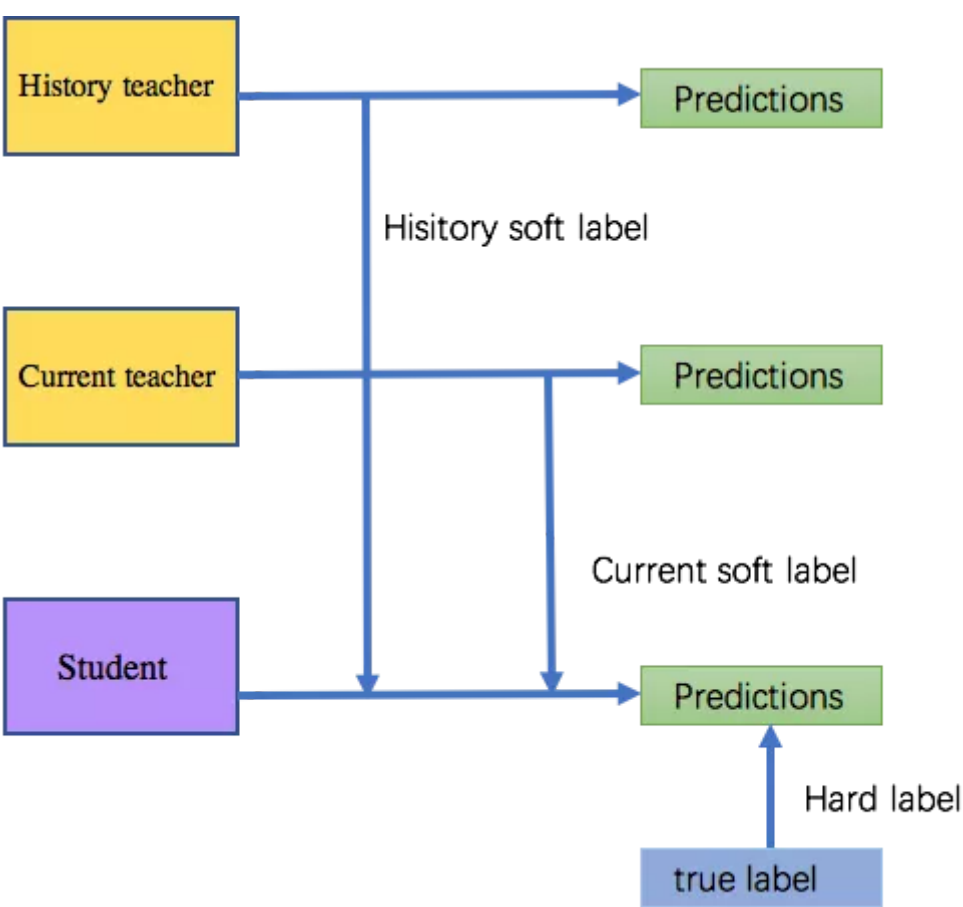 History teacher
Predictions
Hisitory soft label
Current teacher
Predictions
Current soft label
Student
Predictions
Hard label
true label